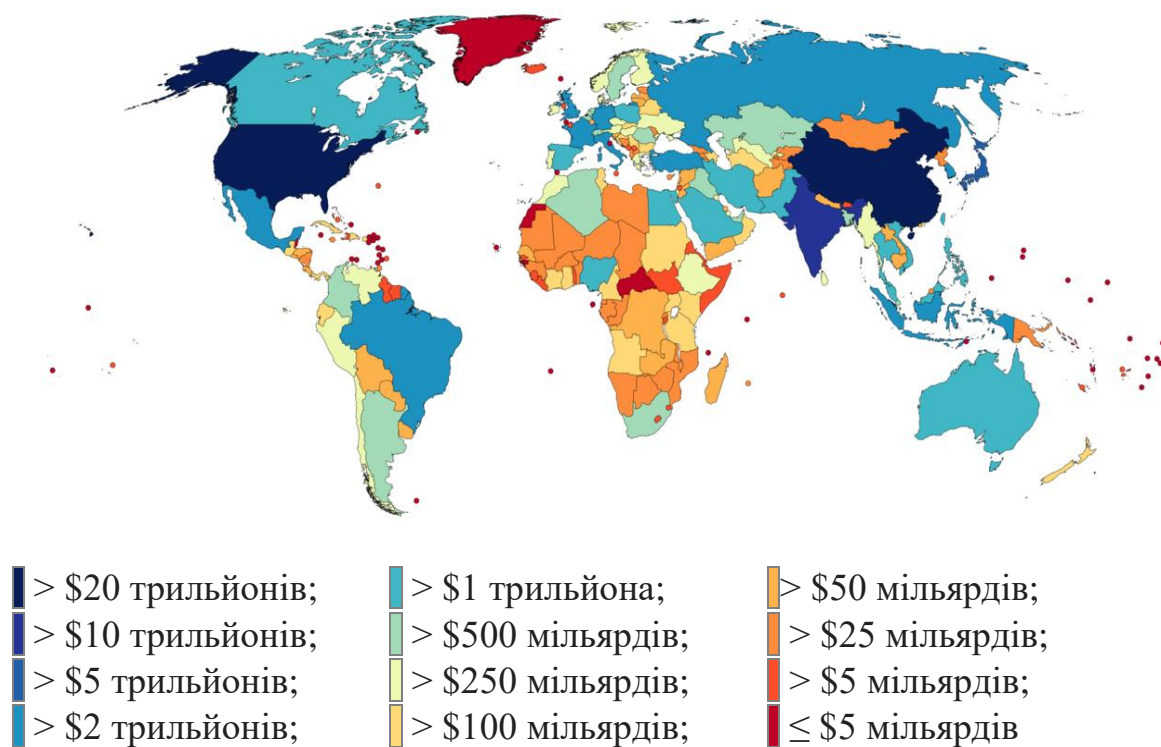 > $20 трильйонів;
> $10 трильйонів;
> $5 трильйонів;
> $2 трильйонів;
> $1 трильйона;
> $500 мільярдів;
> $250 мільярдів;
> $100 мільярдів;
> $50 мільярдів;
> $25 мільярдів;
> $5 мільярдів;
≤ $5 мільярдів